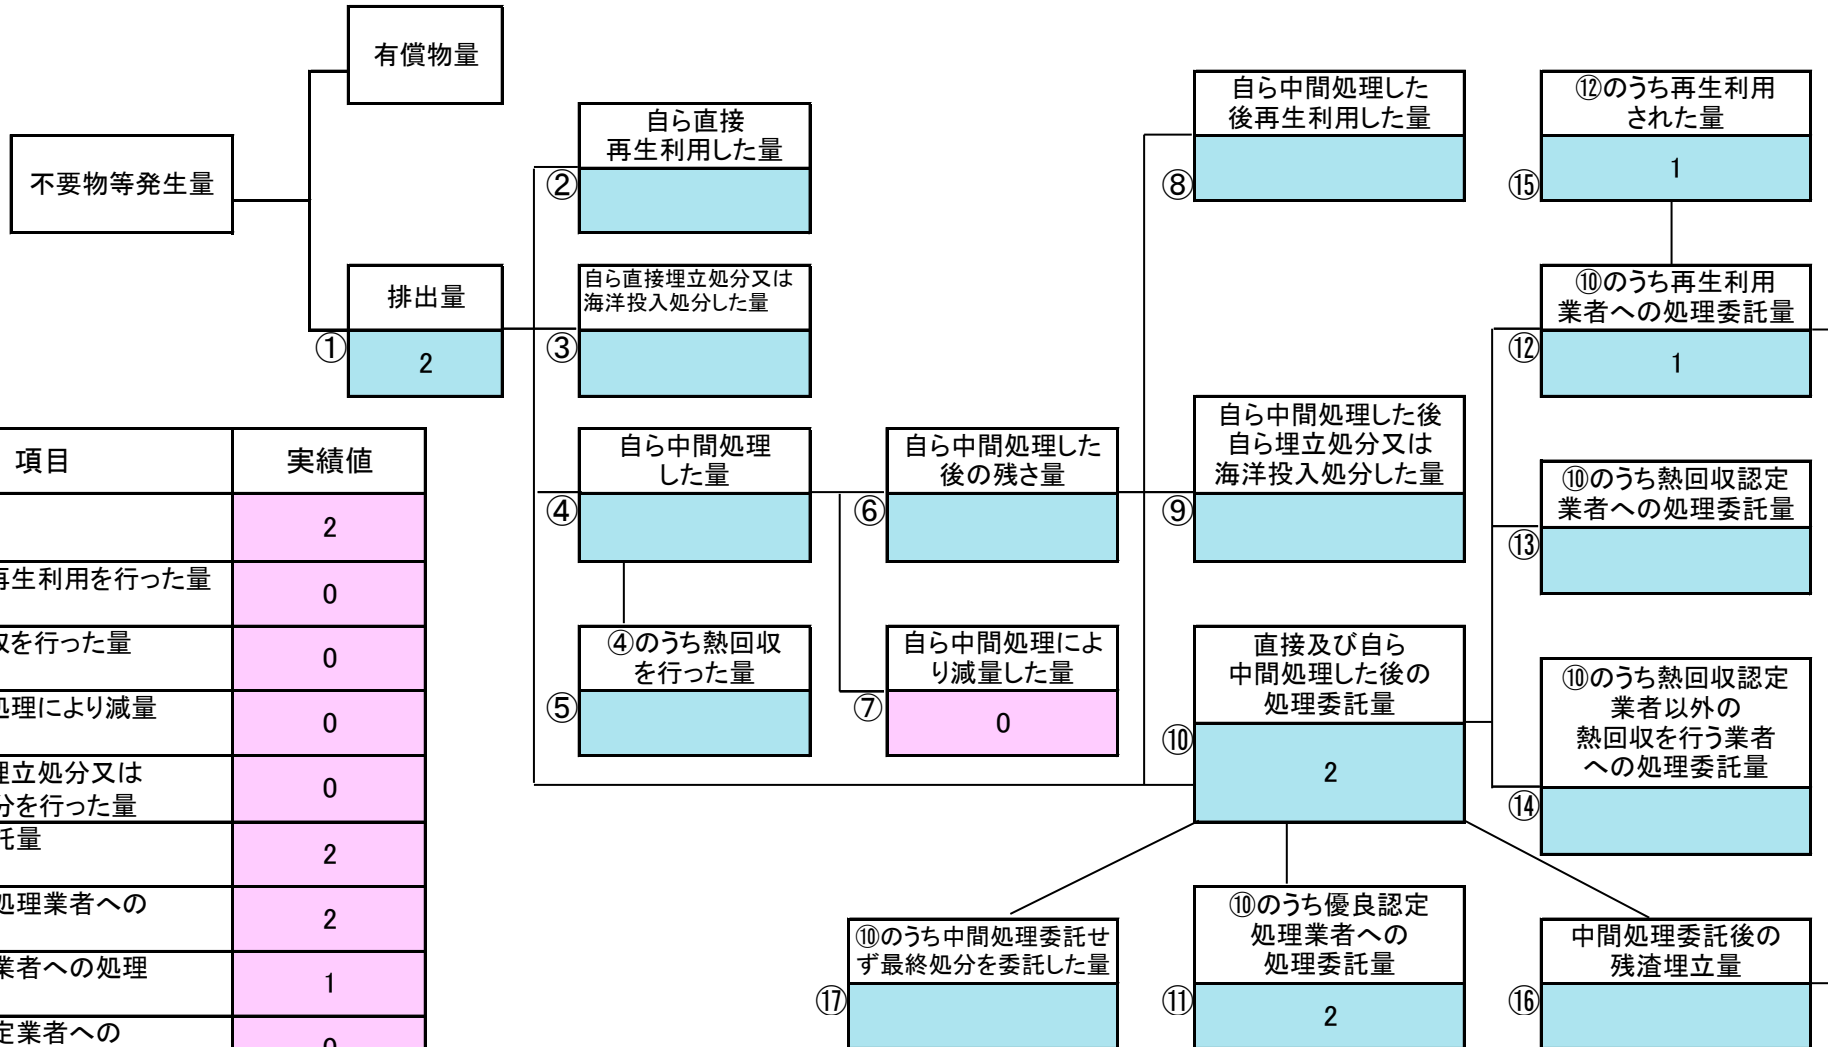 有償物量
不要物等発生量
排出量
①
2
自ら直接
再生利用した量
②
自ら直接埋立処分又は
海洋投入処分した量
③
自ら中間処理
した量
④
④のうち熱回収
を行った量
⑤
自ら中間処理した
後の残さ量
⑥
自ら中間処理によ
り減量した量
⑦
0
自ら中間処理した
後再生利用した量
⑧
自ら中間処理した後
自ら埋立処分又は
海洋投入処分した量
⑨
直接及び自ら
中間処理した後の
処理委託量
⑩
2
⑫のうち再生利用
された量
⑮
1
⑩のうち再生利用
業者への処理委託量
⑫
1
⑩のうち熱回収認定
業者への処理委託量
⑬
⑩のうち熱回収認定
業者以外の
熱回収を行う業者
への処理委託量
⑭
⑩のうち中間処理委託せ
ず最終処分を委託した量
⑰
⑩のうち優良認定
処理業者への
処理委託量
⑪
2
中間処理委託後の
残渣埋立量
⑯
項目
実績値
2
再生利用を行った量
0
を行った量
0
処理により減量
0
埋立処分又は
分を行った量
0
託量
2
処理業者への
2
業者への処理
1
定業者への
0